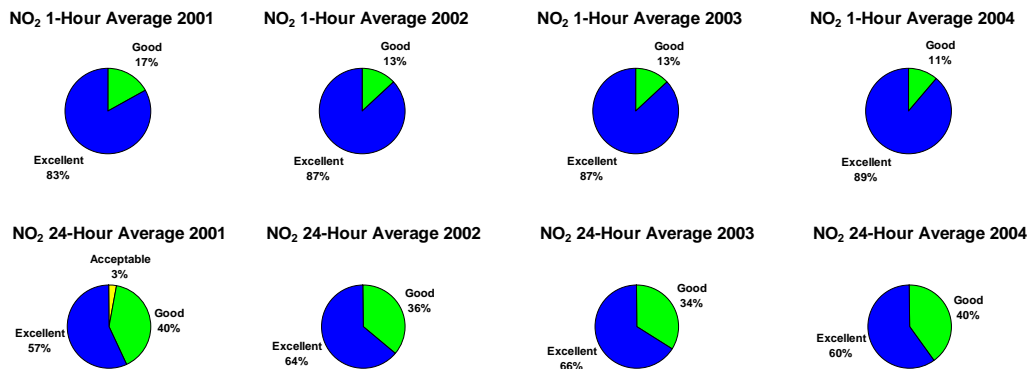 NO₂ 1-Hour Average 2001
Good
17%
Excellent
83%
NO₂ 1-Hour Average 2002
Good
13%
Excellent
87%
NO₂ 1-Hour Average 2003
Good
13%
Excellent
87%
NO₂ 1-Hour Average 2004
Good
11%
Excellent
89%
NO₂ 24-Hour Average 2001
Acceptable
3%
Good
40%
Excellent
57%
NO₂ 24-Hour Average 2002
Good
36%
Excellent
64%
NO₂ 24-Hour Average 2003
Good
34%
Excellent
66%
NO₂ 24-Hour Average 2004
Good
40%
Excellent
60%